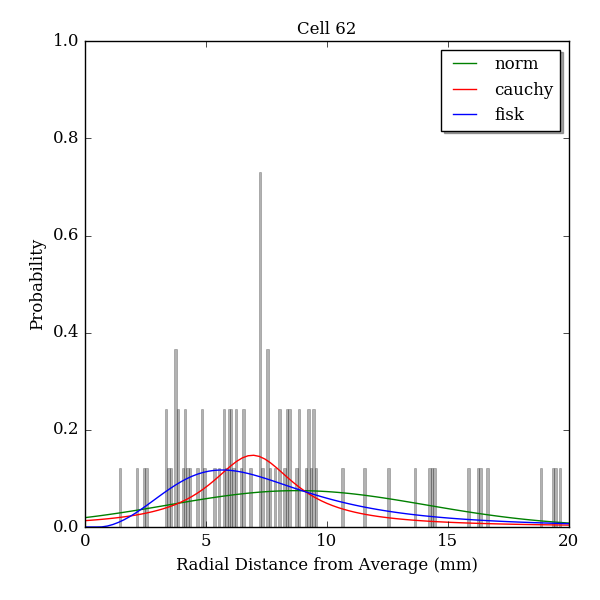 Cell 62
1.0
0.8
0.6
0.4
0.2
0.0
Probability
norm
cauchy
fisk
0 5 10 15 20
Radial Distance from Average (mm)